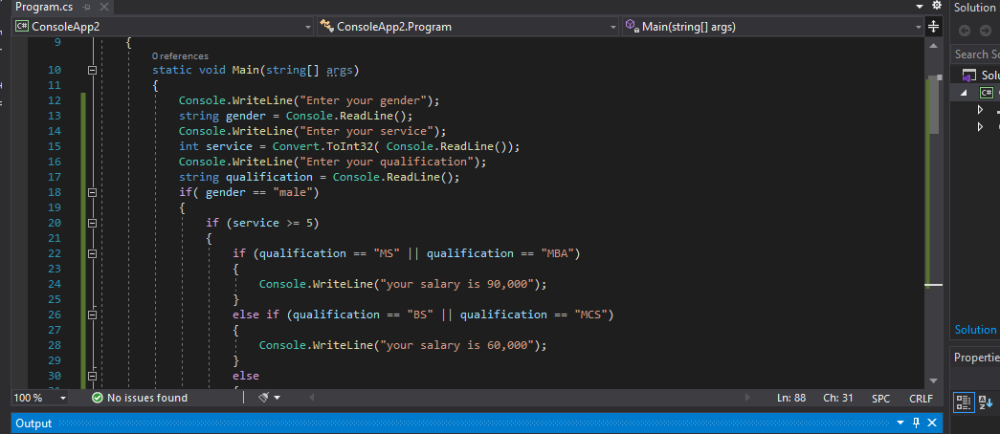 Program.cs
Solution
ConsoleApp2
ConsoleApp2.Program
Main(string[] args)
Search So
Solu
9 {
0 references
10 static void Main(string[] args)
11 {
12 Console.WriteLine("Enter your gender");
13 string gender = Console.ReadLine();
14 Console.WriteLine("Enter your service");
15 int service = Convert.ToInt32( Console.ReadLine());
16 Console.WriteLine("Enter your qualification");
17 string qualification = Console.ReadLine();
18 if( gender == "male")
19 {
20 if (service >= 5)
21 {
22 if (qualification == "MS" || qualification == "MBA")
23 {
24 Console.WriteLine("your salary is 90,000");
25 }
26 else if (qualification == "BS" || qualification == "MCS")
27 {
28 Console.WriteLine("your salary is 60,000");
29 }
30 else
Solution
Propertie
100 %
No issues found
Ln: 88 Ch: 31 SPC CRLF
Output